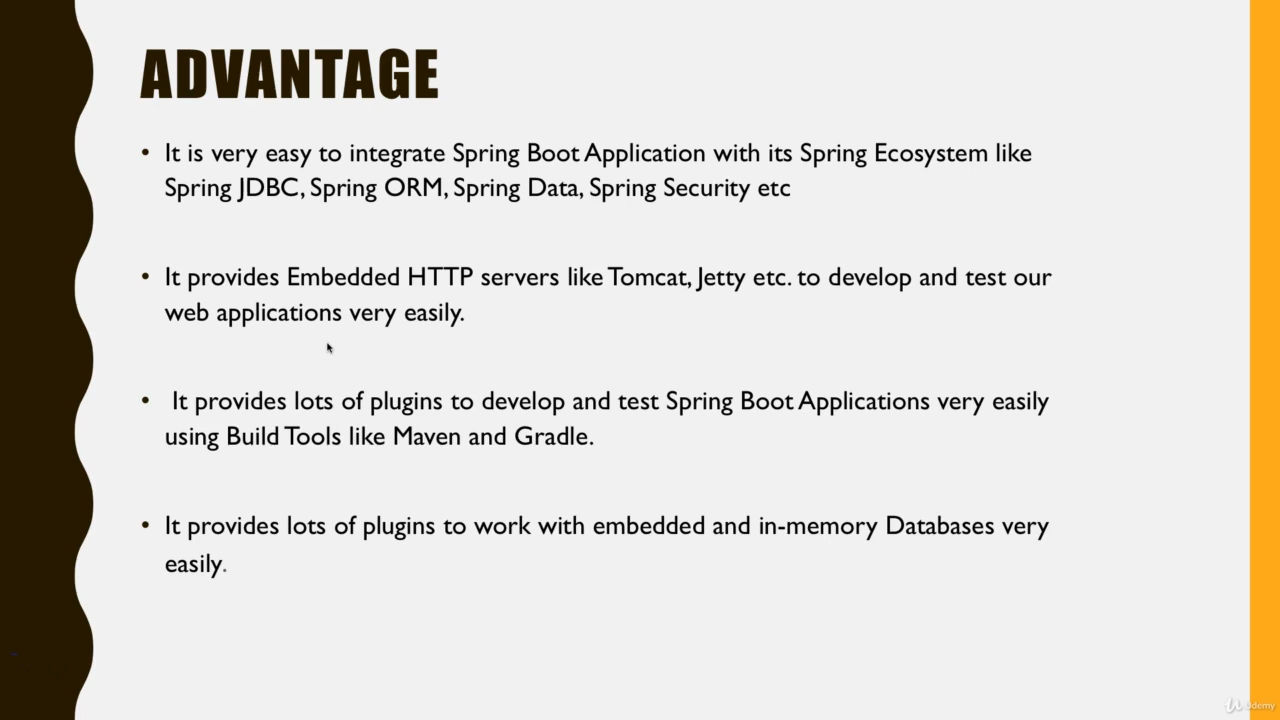 ADVANTAGE
• It is very easy to integrate Spring Boot Application with its Spring Ecosystem like
Spring JDBC, Spring ORM, Spring Data, Spring Security etc
• It provides Embedded HTTP servers like Tomcat, Jetty etc. to develop and test our
web applications very easily.
• It provides lots of plugins to develop and test Spring Boot Applications very easily
using Build Tools like Maven and Gradle.
• It provides lots of plugins to work with embedded and in-memory Databases very
easily.
Udemy